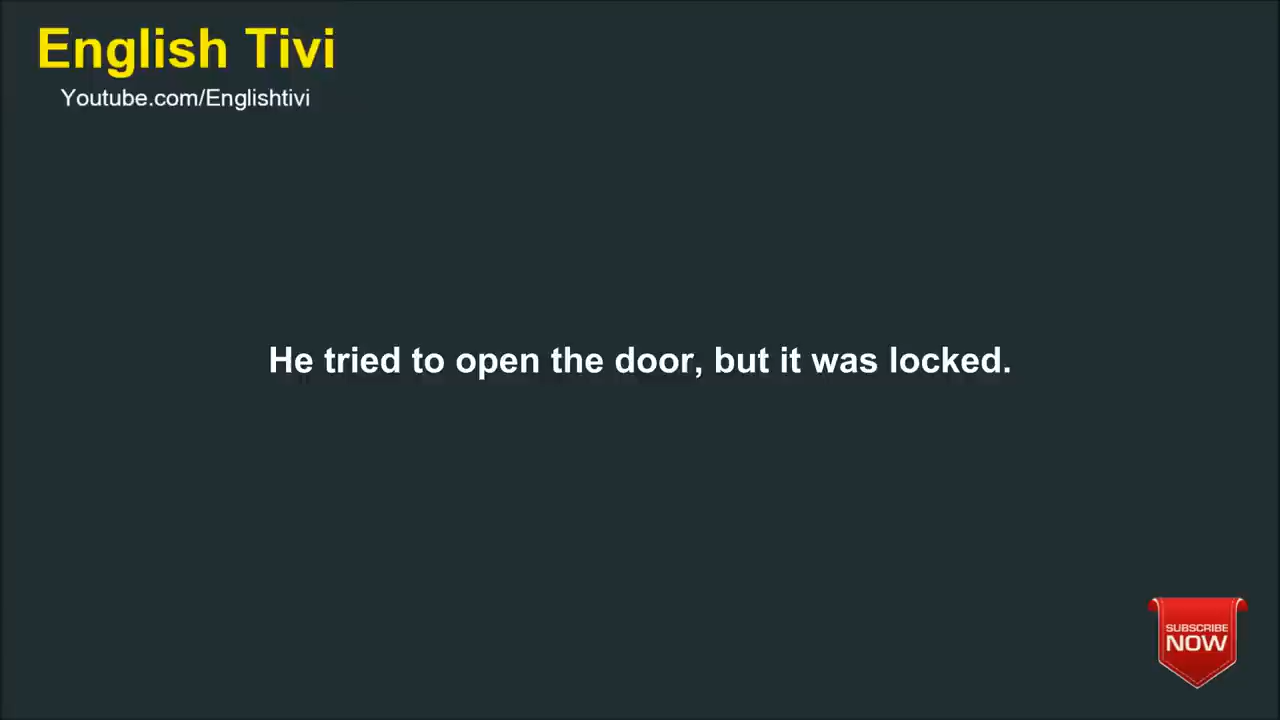 English Tivi
Youtube.com/Englishtivi
He tried to open the door, but it was locked.
SUBSCRIBE
NOW